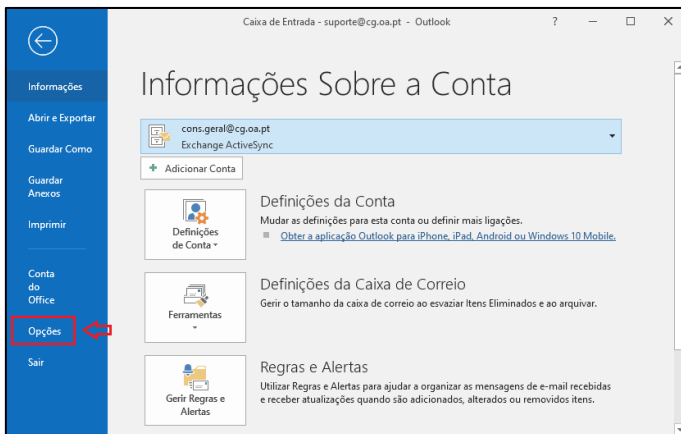 Caixa de Entrada - suporte@cg.oa.pt - Outlook
?
Informações
Abrir e Exportar
Guardar Como
Guardar
Anexos
Imprimir
Conta
do
Office
Opções
Sair
Informações Sobre a Conta
cons.geral@cg.oa.pt
Exchange ActiveSync
Adicionar Conta
Definições
de Conta
Definições da Conta
Mudar as definições para esta conta ou definir mais ligações.
Obter a aplicação Outlook para iPhone, iPad, Android ou Windows 10 Mobile.
Ferramentas
Definições da Caixa de Correio
Gerir o tamanho da caixa de correio ao esvaziar Itens Eliminados e ao arquivar.
Gerir Regras e
Alertas
Regras e Alertas
Utilizar Regras e Alertas para ajudar a organizar as mensagens de e-mail recebidas
e receber atualizações quando são adicionados, alterados ou removidos itens.